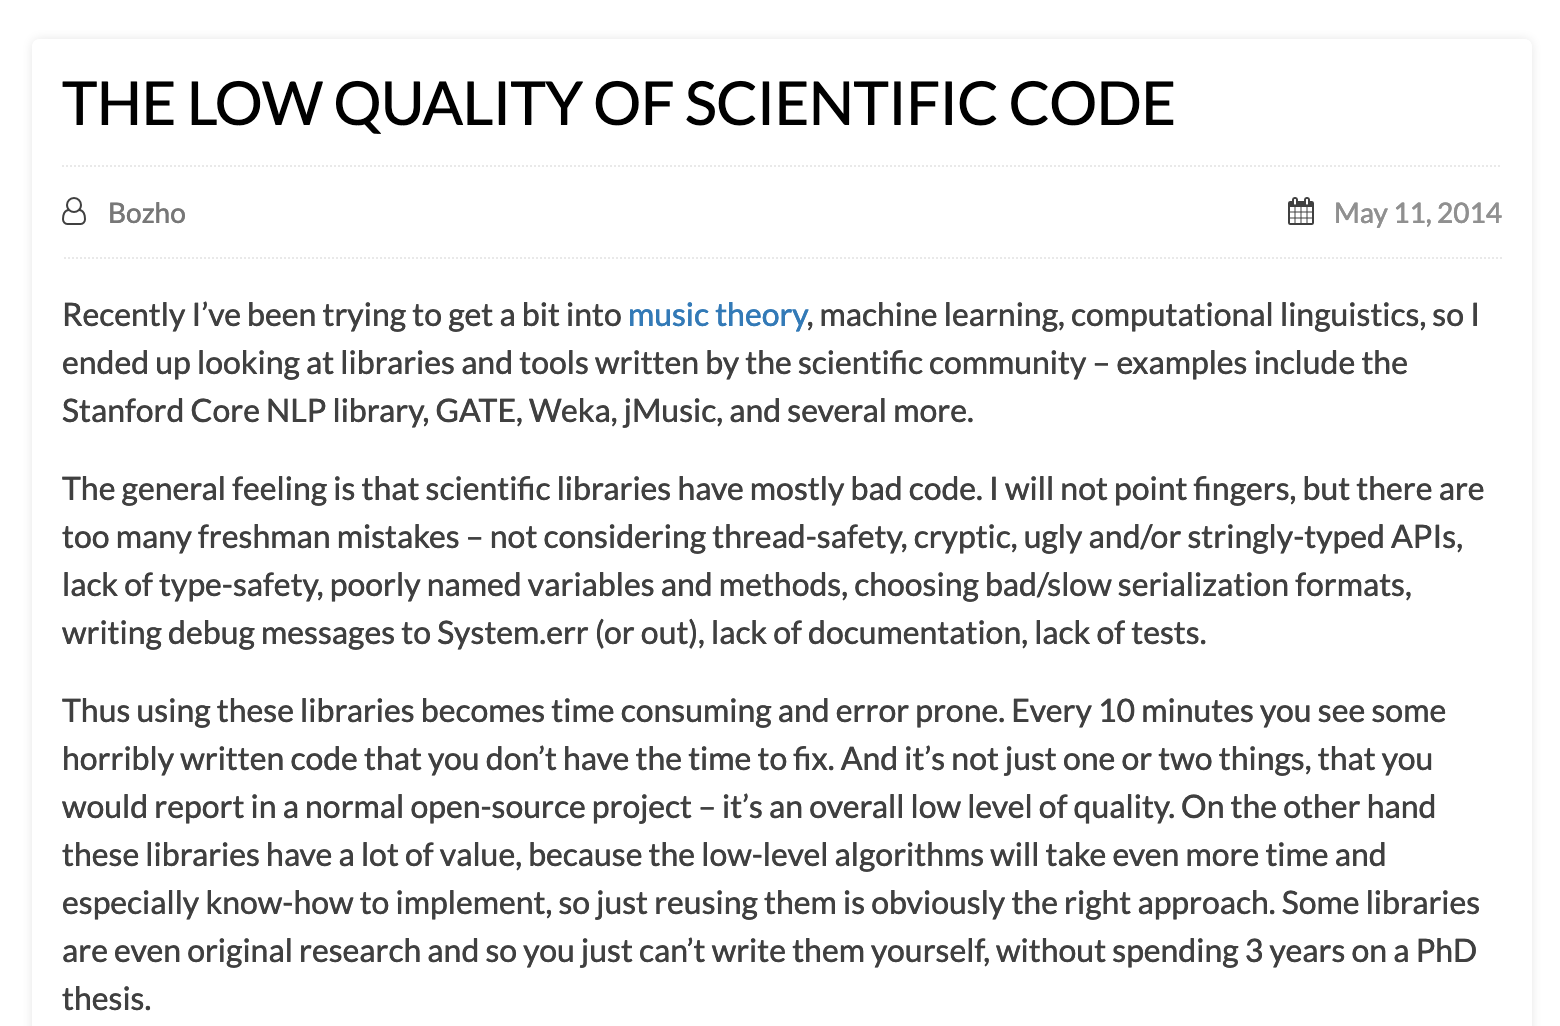 THE LOW QUALITY OF SCIENTIFIC CODE
Bozho
May 11, 2014
Recently I’ve been trying to get a bit into music theory, machine learning, computational linguistics, so I
ended up looking at libraries and tools written by the scientific community – examples include the
Stanford Core NLP library, GATE, Weka, jMusic, and several more.
The general feeling is that scientific libraries have mostly bad code. I will not point fingers, but there are
too many freshman mistakes – not considering thread-safety, cryptic, ugly and/or stringly-typed APIs,
lack of type-safety, poorly named variables and methods, choosing bad/slow serialization formats,
writing debug messages to System.err (or out), lack of documentation, lack of tests.
Thus using these libraries becomes time consuming and error prone. Every 10 minutes you see some
horribly written code that you don’t have the time to fix. And it’s not just one or two things, that you
would report in a normal open-source project – it’s an overall low level of quality. On the other hand
these libraries have a lot of value, because the low-level algorithms will take even more time and
especially know-how to implement, so just reusing them is obviously the right approach. Some libraries
are even original research and so you just can’t write them yourself, without spending 3 years on a PhD
thesis.